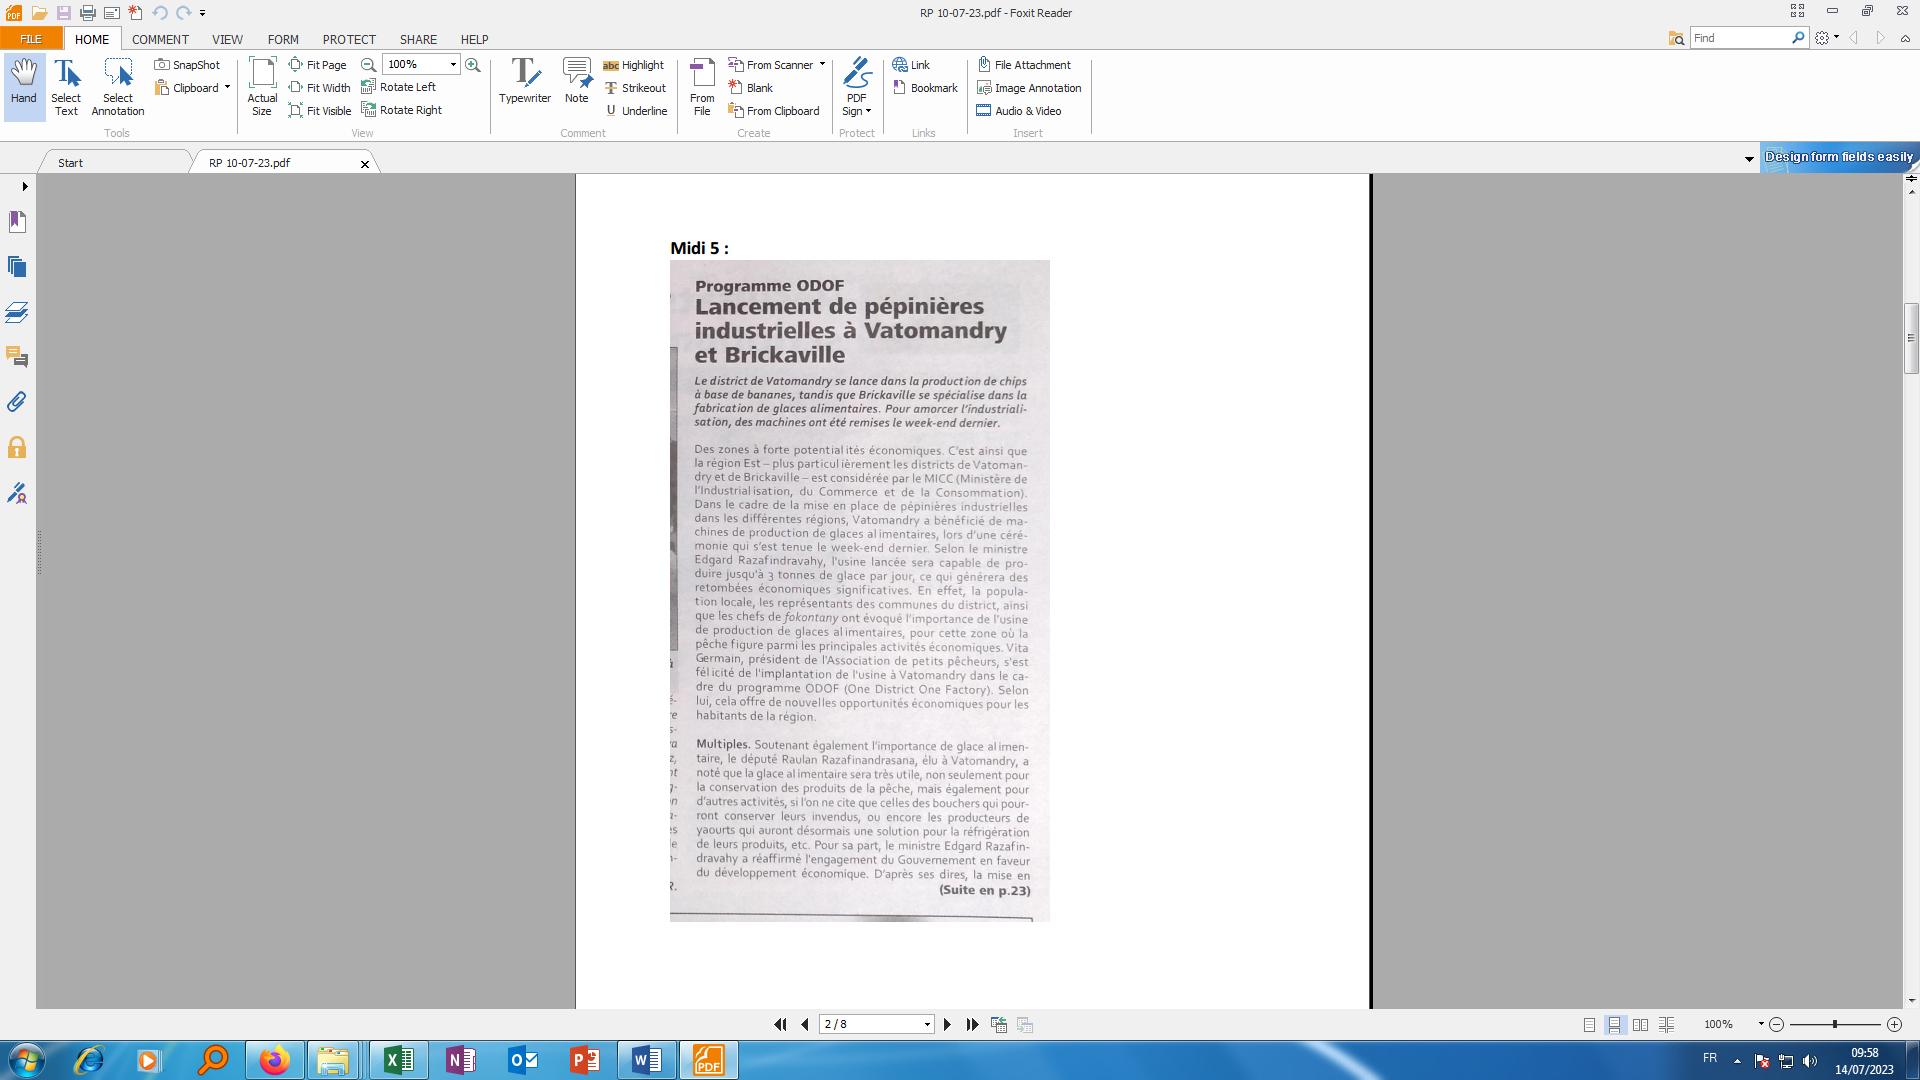 RP 10-07-23.pdf - Foxit Reader
FILE HOME COMMENT VIEW FORM PROTECT SHARE HELP
Find
Hand
Select Text
Select Annotation
SnapShot
Clipboard
Tools
Actual Size
Fit Page
Fit Width
Fit Visible
100%
Rotate Left
Rotate Right
View
Typewriter
Note
Highlight
Strikeout
Underline
Comment
From File
From Scanner
Blank
From Clipboard
Create
PDF Sign
Protect
Link
Bookmark
Links
File Attachment
Image Annotation
Audio & Video
Insert
Start
RP 10-07-23.pdf
Design form fields easily
Midi 5 :
Programme ODOF
Lancement de pépinières
industrielles à Vatomandry
et Brickaville
Le district de Vatomandry se lance dans la production de chips
à base de bananes, tandis que Brickaville se spécialise dans la
fabrication de glaces alimentaires. Pour amorcer l'industriali-
sation, des machines ont été remises le week-end dernier.
Des zones à forte potentialités économiques. C'est ainsi que
la région Est – plus particulièrement les districts de Vatoman-
dry et de Brickaville – est considérée par le MICC (Ministère de
l'Industrialisation, du Commerce et de la Consommation).
Dans le cadre de la mise en place de pépinières industrielles
dans les différentes régions, Vatomandry a bénéficié de ma-
chines de production de glaces alimentaires, lors d'une céré-
monie qui s'est tenue le week-end dernier. Selon le ministre
Edgard Razafindravahy, l'usine lancée sera capable de pro-
duire jusqu'à 3 tonnes de glace par jour, ce qui générera des
retombées économiques significatives. En effet, la popula-
tion locale, les représentants des communes du district, ainsi
que les chefs de fokontany ont évoqué l'importance de l'usine
de production de glaces alimentaires, pour cette zone où la
pêche figure parmi les principales activités économiques. Vita
Germain, président de l'Association de petits pêcheurs, s'est
félicité de l'implantation de l'usine à Vatomandry dans le ca-
dre du programme ODOF (One District One Factory). Selon
lui, cela offre de nouvelles opportunités économiques pour les
habitants de la région.
Multiples. Soutenant également l'importance de glace alimen-
taire, le député Raulan Razafinandrasana, élu à Vatomandry, a
noté que la glace alimentaire sera très utile, non seulement pour
la conservation des produits de la pêche, mais également pour
d'autres activités, si l'on ne cite que celles des bouchers qui pour-
ront conserver leurs invendus, ou encore les producteurs de
yaourts qui auront désormais une solution pour la réfrigération
de leurs produits, etc. Pour sa part, le ministre Edgard Razafin-
dravahy a réaffirmé l'engagement du Gouvernement en faveur
du développement économique. D'après ses dires, la mise en
(Suite en p.23)
2 / 8
100%
FR
09:58
14/07/2023